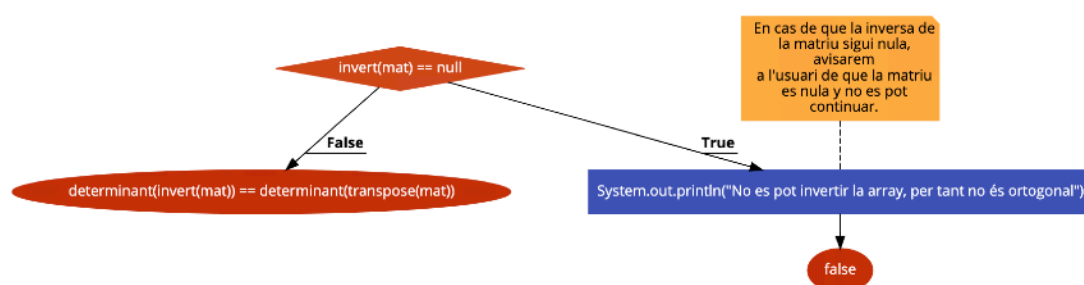 En cas de que la inversa de
la matriu sigui nula,
avisarem
a l'usuari de que la matriu
es nula y no es pot
continuar.
invert(mat) == null
False
True
determinant(invert(mat)) == determinant(transpose(mat))
System.out.println("No es pot invertir la array, per tant no és ortogonal")
false